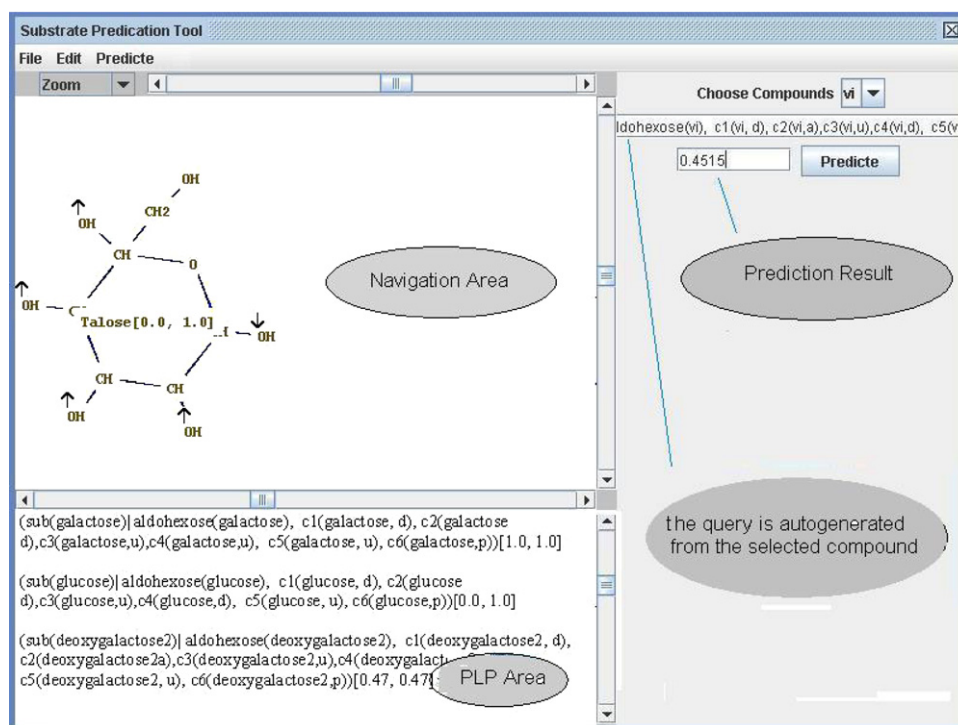 Substrate Predication Tool
File Edit Predicte
Zoom
Choose Compounds vi
ldohexose(vi), c1(vi, d), c2(vi,a),c3(vi,u),c4(vi,d), c5(v
0.4515 Predicte
OH
CH2
OH
CH
O
Navigation Area
Prediction Result
OH
C
Talose[0.0, 1.0]
H
OH
CH
CH
OH
OH
the query is autogenerated
from the selected compound
(sub(galactose)| aldohexose(galactose), c1(galactose, d), c2(galactose
d),c3(galactose,u),c4(galactose,u), c5(galactose, u), c6(galactose,p))[1.0, 1.0]
(sub(glucose)| aldohexose(glucose), c1(glucose, d), c2(glucose
d),c3(glucose,u),c4(glucose,d), c5(glucose, u), c6(glucose,p))[0.0, 1.0]
(sub(deoxygalactose2)| aldohexose(deoxygalactose2), c1(deoxygalactose2, d),
c2(deoxygalactose2a),c3(deoxygalactose2,u),c4(deoxygalact
c5(deoxygalactose2, u), c6(deoxygalactose2,p))[0.47, 0.47]
PLP Area